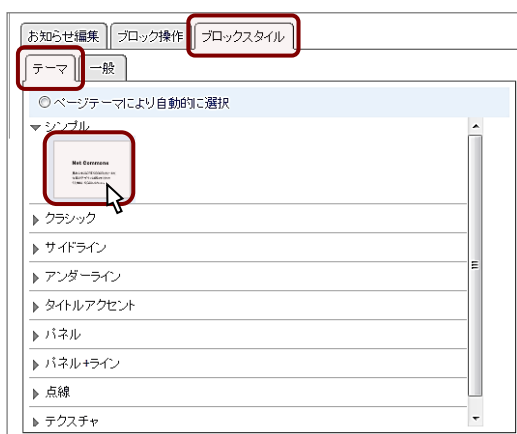 お知らせ編集 ブロック操作 ブロックスタイル
テーマ 一般
ページテーマにより自動的に選択
シンプル
Net Commons
クラシック
サイドライン
アンダーライン
タイトルアクセント
パネル
パネル+ライン
点線
テクスチャ